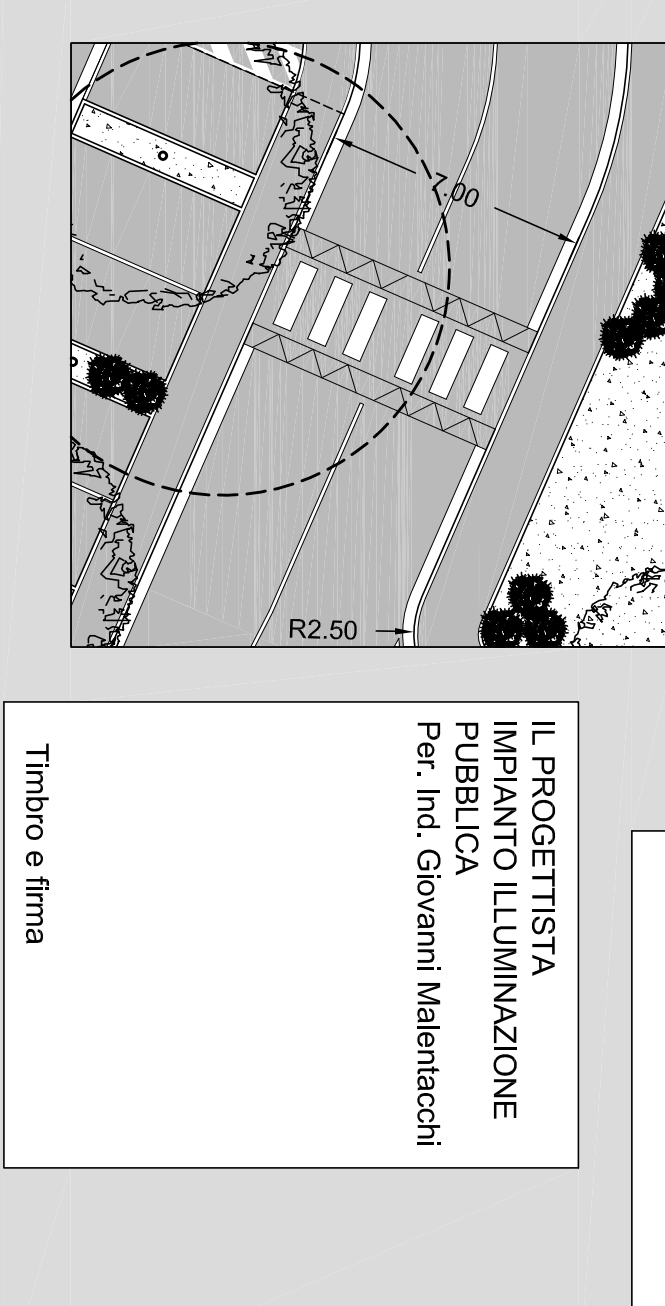 7.00
R2.50
IL PROGETTISTA
IMPIANTO ILLUMINAZIONE
PUBBLICA
Per. Ind. Giovanni Malentacchi
Timbro e firma